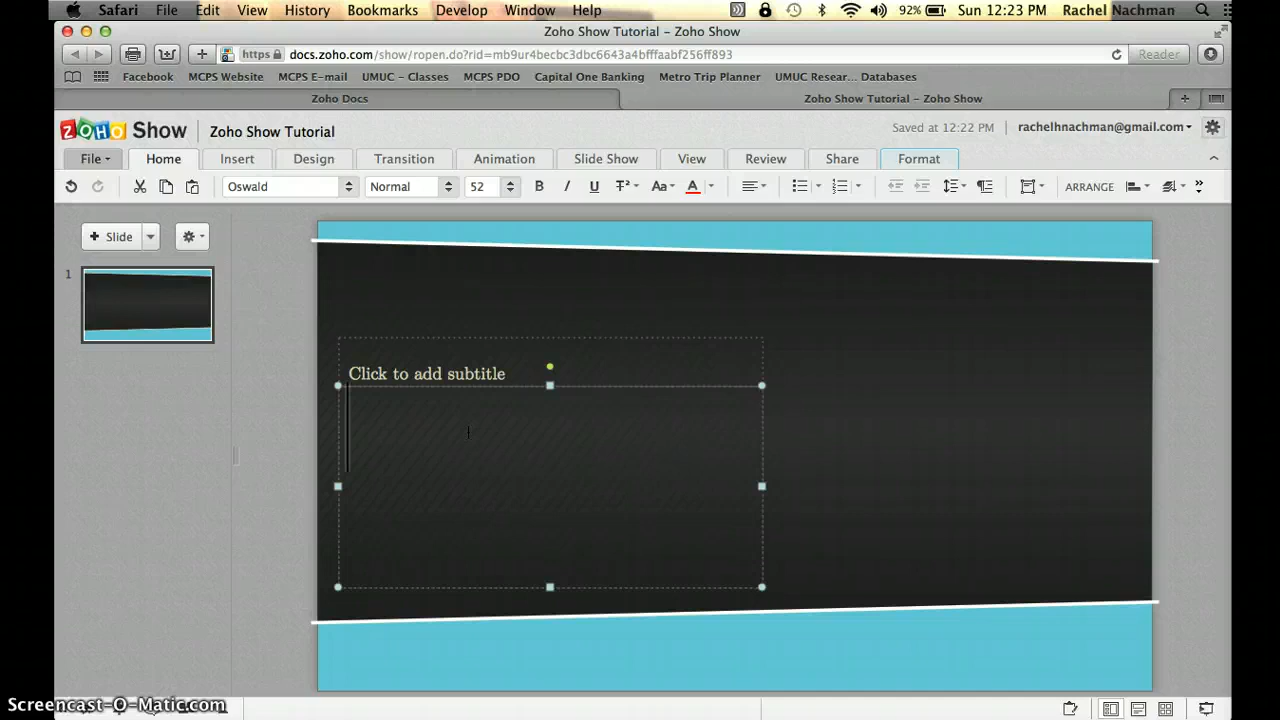 Safari File Edit View History Bookmarks Develop Window Help 92% Sun 12:23 PM Rachel Nachman
Zoho Show Tutorial – Zoho Show
https docs.zoho.com/show/ropen.do?rid=mb9ur4becbc3dbc6643a4bfffaabf256ff893 Reader
Facebook MCPS Website MCPS E-mail UMUC – Classes MCPS PDO Capital One Banking Metro Trip Planner UMUC Resear... Databases
Zoho Docs Zoho Show Tutorial – Zoho Show
ZOHO Show Zoho Show Tutorial Saved at 12:22 PM rachelhnachman@gmail.com
File Home Insert Design Transition Animation Slide Show View Review Share Format
Oswald Normal 52 B I U T Aa A ARRANGE
+ Slide
1
Click to add subtitle
Screencast-O-Matic.com